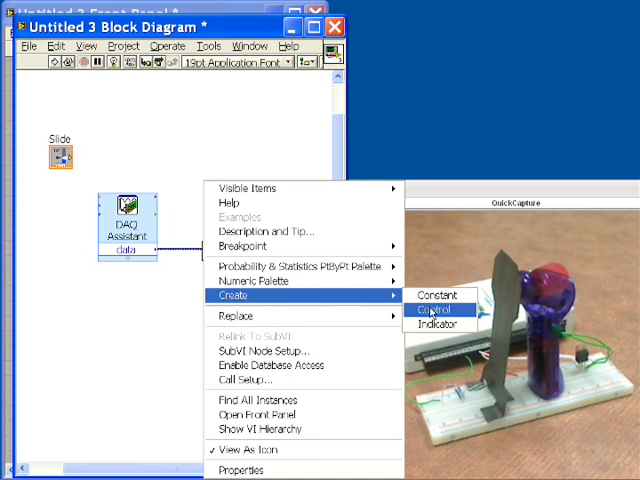 Untitled 3 Front Panel *
Untitled 3 Block Diagram *
File Edit View Project Operate Tools Window Help
19pt Application Font
Slide
DAQ
Assistant
data
Visible Items
Help
Examples
Description and Tip...
Breakpoint
Probability & Statistics PtByPt Palette
Numeric Palette
Create
Replace
Relink To SubVI
SubVI Node Setup...
Enable Database Access
Call Setup...
Find All Instances
Open Front Panel
Show VI Hierarchy
View As Icon
Properties
Constant
Control
Indicator
QuickCapture